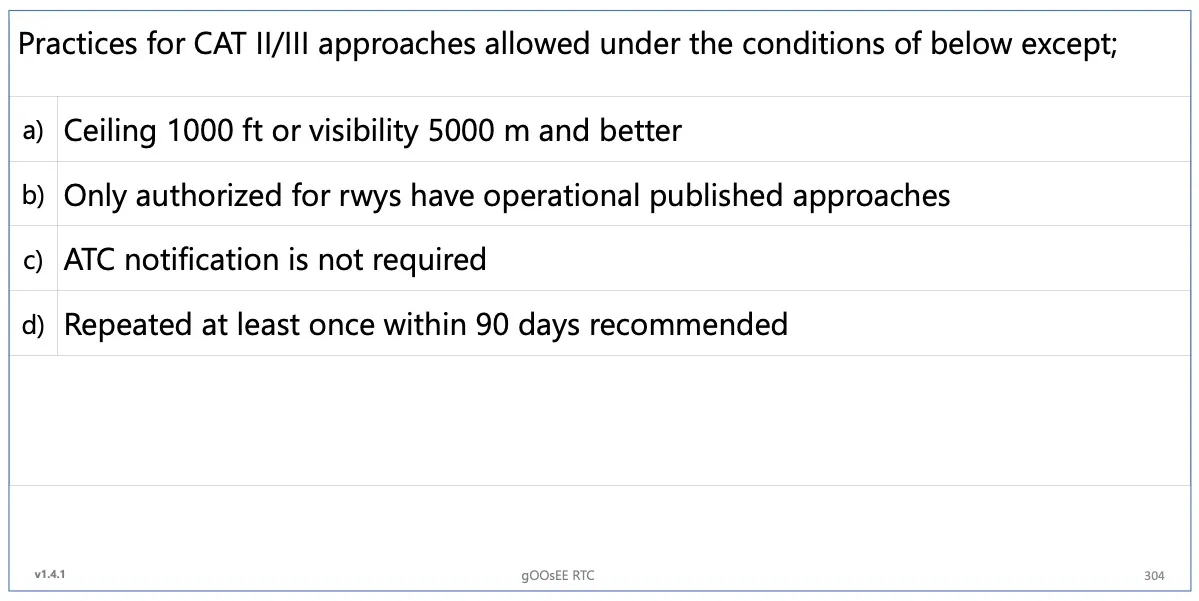 Practices for CAT II/III approaches allowed under the conditions of below except;
a) Ceiling 1000 ft or visibility 5000 m and better
b) Only authorized for rwys have operational published approaches
c) ATC notification is not required
d) Repeated at least once within 90 days recommended
v1.4.1 gOOsEE RTC 304